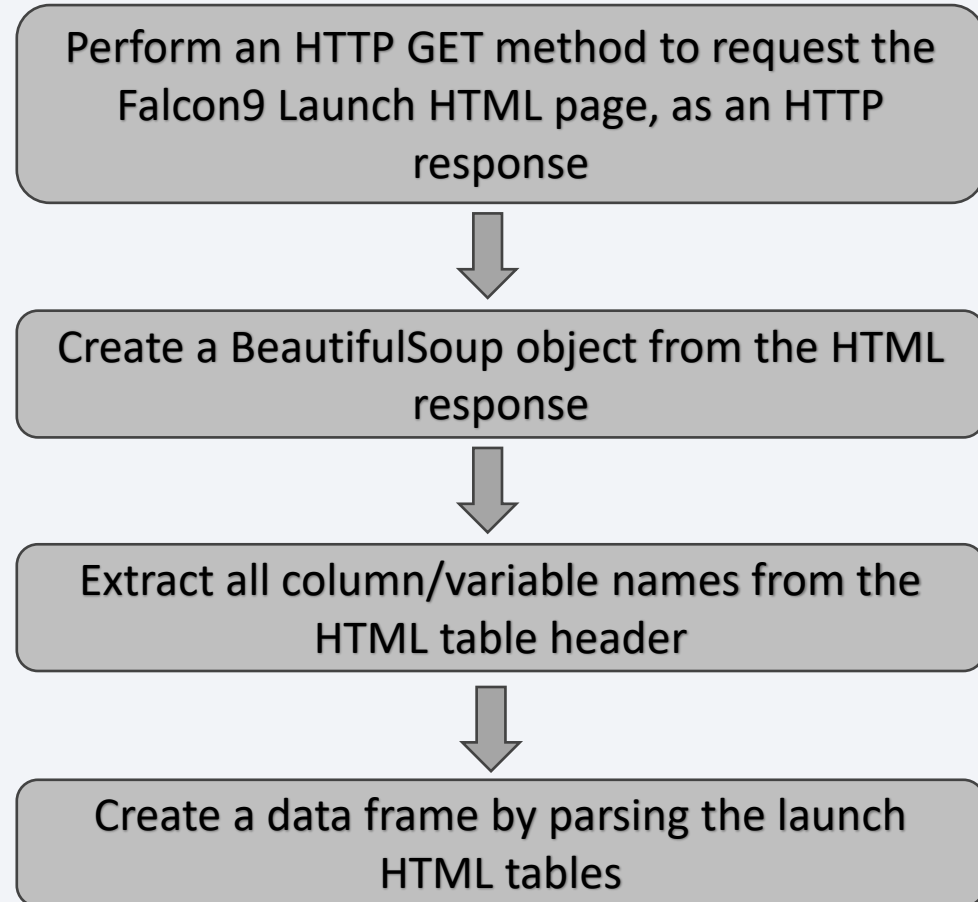 Perform an HTTP GET method to request the
Falcon9 Launch HTML page, as an HTTP
response
Create a BeautifulSoup object from the HTML
response
Extract all column/variable names from the
HTML table header
Create a data frame by parsing the launch
HTML tables